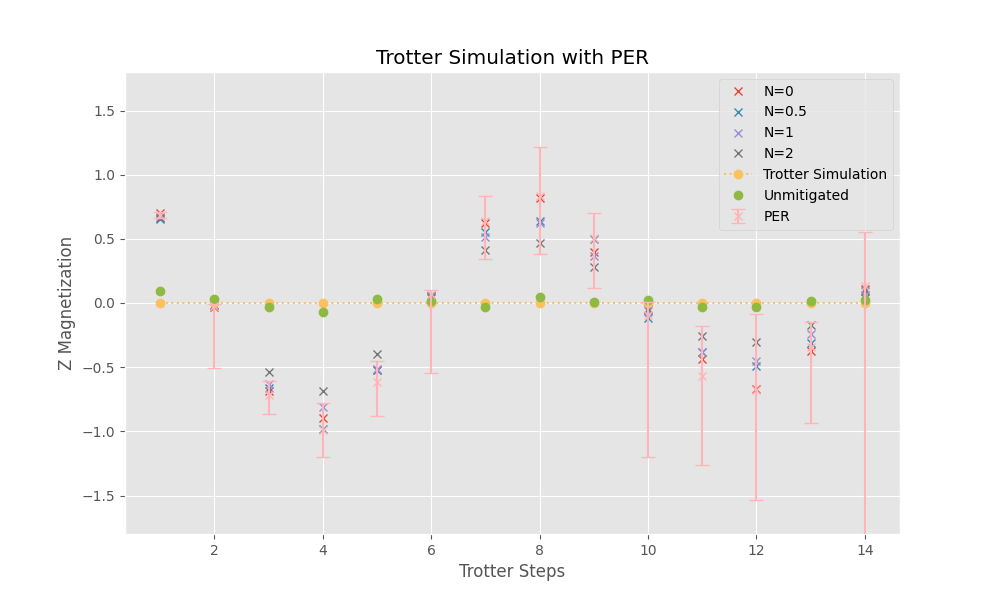 Trotter Simulation with PER
N=0
N=0.5
N=1
N=2
Trotter Simulation
Unmitigated
PER
Z Magnetization
1.5
1.0
0.5
0.0
−0.5
−1.0
−1.5
2 4 6 8 10 12 14
Trotter Steps